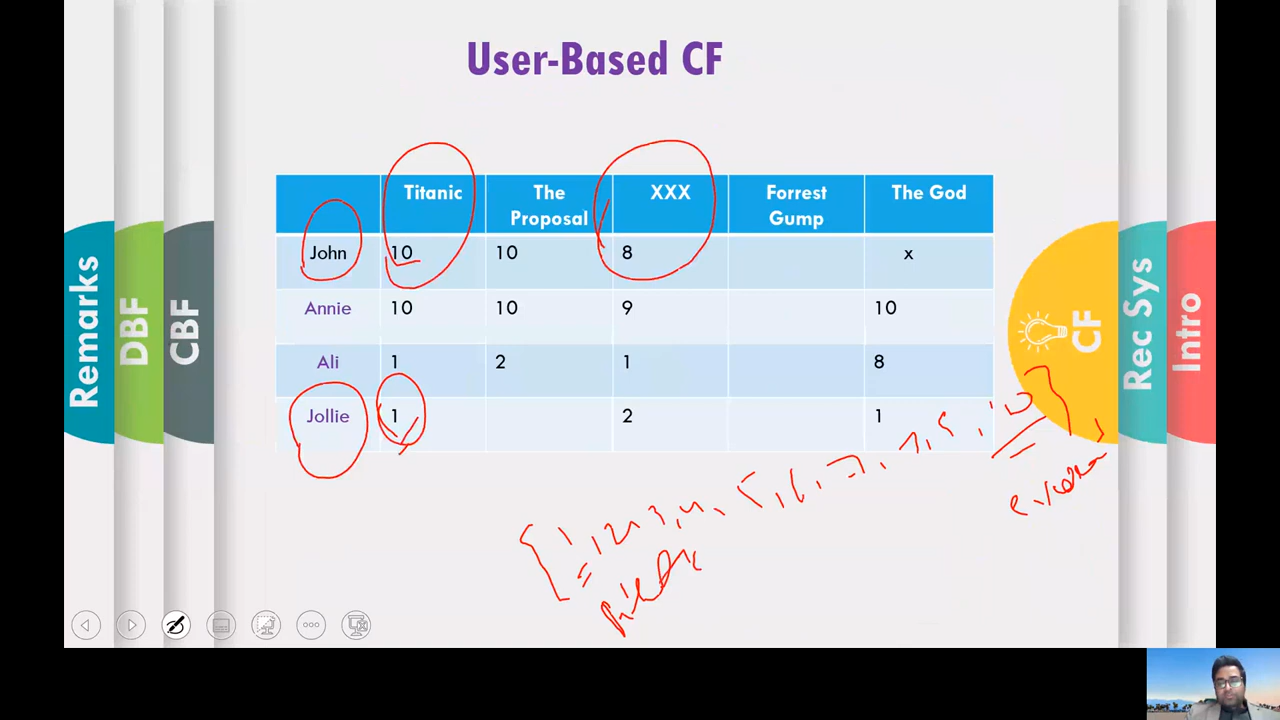 User-Based CF
Titanic The Proposal XXX Forrest Gump The God
John 10 10 8 x
Annie 10 10 9 10
Ali 1 2 1 8
Jollie 1 2 1
Remarks
DBF
CBF
CF
Rec Sys
Intro